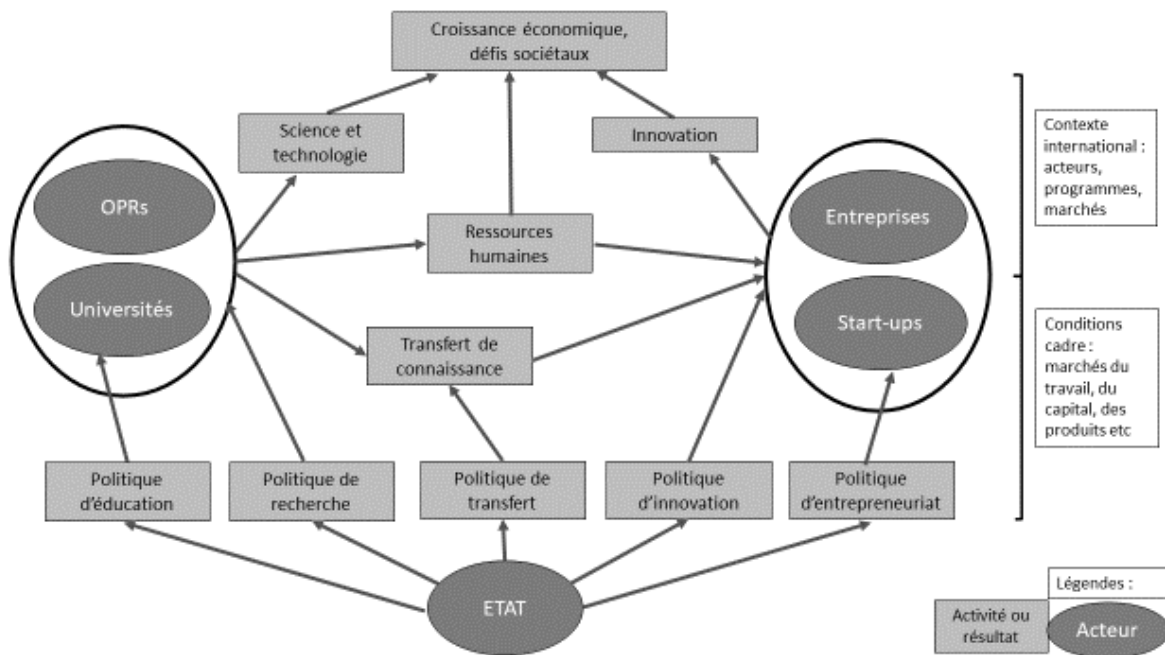 Croissance économique,
défis sociétaux
Science et
technologie
Innovation
Contexte
international :
acteurs,
programmes,
marchés
OPRs
Universités
Ressources
humaines
Entreprises
Start-ups
Transfert de
connaissance
Conditions
cadre :
marchés du
travail, du
capital, des
produits etc
Politique
d'éducation
Politique de
recherche
Politique de
transfert
Politique
d'innovation
Politique
d'entrepreneuriat
ETAT
Légendes :
Activité ou
résultat
Acteur